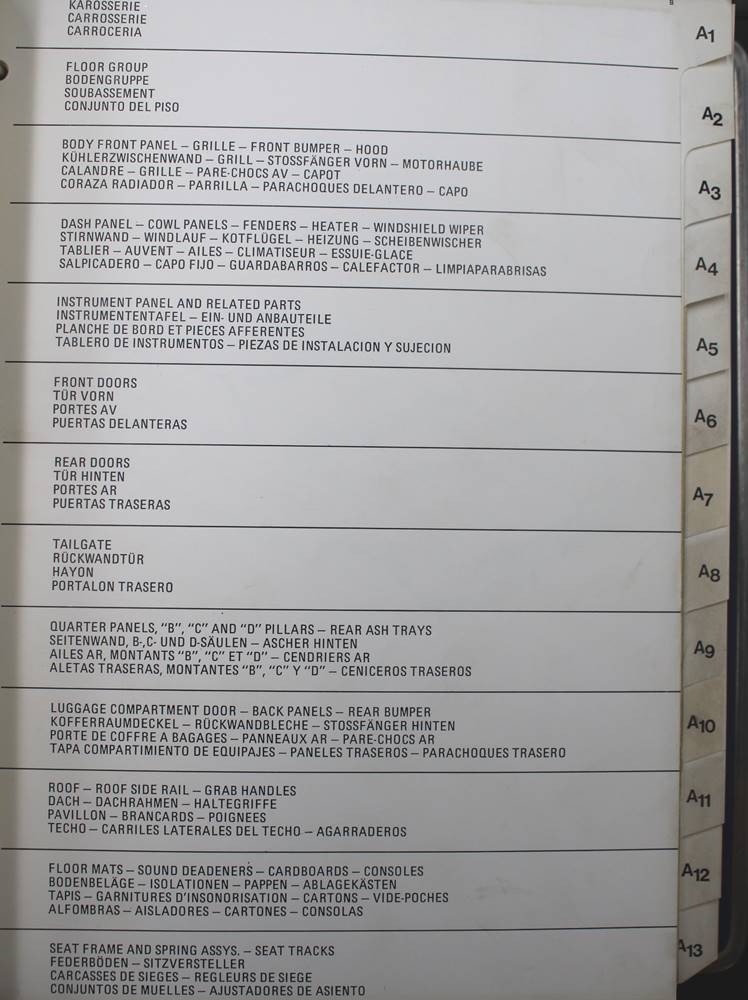 KAROSSERIE
CARROSSERIE
CARROCERIA
A1
FLOOR GROUP
BODENGRUPPE
SOUBASSEMENT
CONJUNTO DEL PISO
A2
BODY FRONT PANEL – GRILLE – FRONT BUMPER – HOOD
KÜHLERZWISCHENWAND – GRILL – STOSSFÄNGER VORN – MOTORHAUBE
CALANDRE – GRILLE – PARE-CHOCS AV – CAPOT
CORAZA RADIADOR – PARRILLA – PARACHOQUES DELANTERO – CAPO
A3
DASH PANEL – COWL PANELS – FENDERS – HEATER – WINDSHIELD WIPER
STIRNWAND – WINDLAUF – KOTFLÜGEL – HEIZUNG – SCHEIBENWISCHER
TABLIER – AUVENT – AILES – CLIMATISEUR – ESSUIE-GLACE
SALPICADERO – CAPO FIJO – GUARDABARROS – CALEFACTOR – LIMPIAPARABRISAS
A4
INSTRUMENT PANEL AND RELATED PARTS
INSTRUMENTENTAFEL – EIN- UND ANBAUTEILE
PLANCHE DE BORD ET PIECES AFFERENTES
TABLERO DE INSTRUMENTOS – PIEZAS DE INSTALACION Y SUJECION
A5
FRONT DOORS
TÜR VORN
PORTES AV
PUERTAS DELANTERAS
A6
REAR DOORS
TÜR HINTEN
PORTES AR
PUERTAS TRASERAS
A7
TAILGATE
RÜCKWANDTÜR
HAYON
PORTALON TRASERO
A8
QUARTER PANELS, "B", "C" AND "D" PILLARS – REAR ASH TRAYS
SEITENWAND, B-,C- UND D-SÄULEN – ASCHER HINTEN
AILES AR, MONTANTS "B", "C" ET "D" – CENDRIERS AR
ALETAS TRASERAS, MONTANTES "B", "C" Y "D" – CENICEROS TRASEROS
A9
LUGGAGE COMPARTMENT DOOR – BACK PANELS – REAR BUMPER
KOFFERRAUMDECKEL – RÜCKWANDBLECHE – STOSSFÄNGER HINTEN
PORTE DE COFFRE A BAGAGES – PANNEAUX AR – PARE-CHOCS AR
TAPA COMPARTIMIENTO DE EQUIPAJES – PANELES TRASEROS – PARACHOQUES TRASERO
A10
ROOF – ROOF SIDE RAIL – GRAB HANDLES
DACH – DACHRAHMEN – HALTEGRIFFE
PAVILLON – BRANCARDS – POIGNEES
TECHO – CARRILES LATERALES DEL TECHO – AGARRADEROS
A11
FLOOR MATS – SOUND DEADENERS – CARDBOARDS – CONSOLES
BODENBELÄGE – ISOLATIONEN – PAPPEN – ABLAGEKÄSTEN
TAPIS – GARNITURES D'INSONORISATION – CARTONS – VIDE-POCHES
ALFOMBRAS – AISLADORES – CARTONES – CONSOLAS
A12
SEAT FRAME AND SPRING ASSYS. – SEAT TRACKS
FEDERBÖDEN – SITZVERSTELLER
CARCASSES DE SIEGES – REGLEURS DE SIEGE
CONJUNTOS DE MUELLES – AJUSTADORES DE ASIENTO
A13